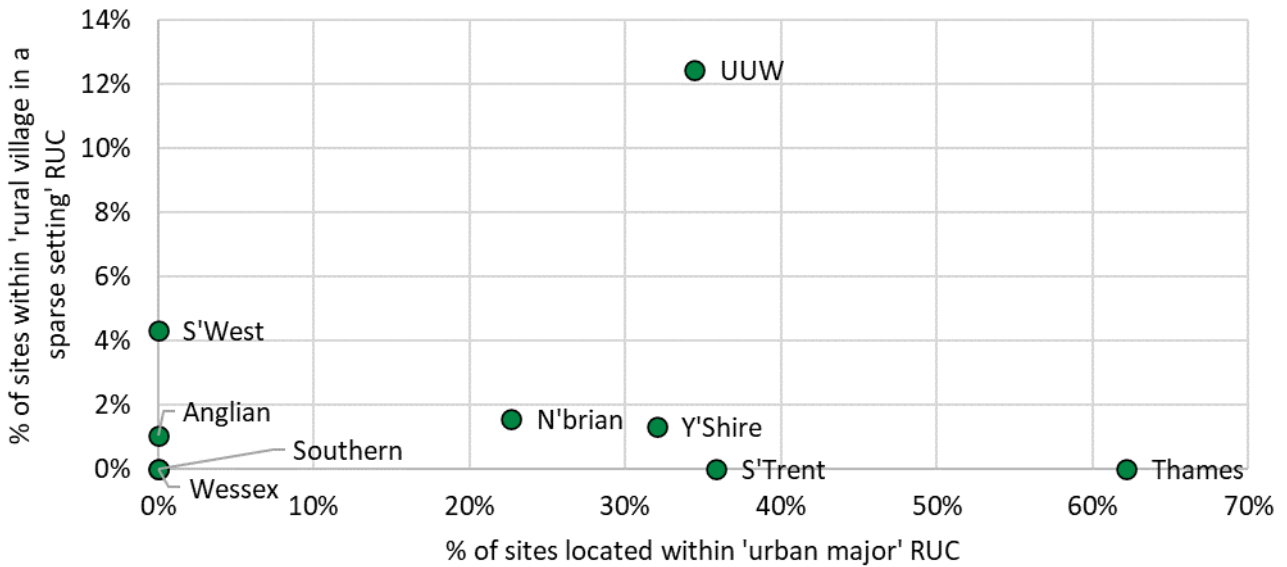 % of sites within 'rural village in a
sparse setting' RUC
14%
12%
10%
8%
6%
4%
2%
0%
UUW
S'West
Anglian
N'brian
Y'Shire
Southern
S'Trent
Thames
Wessex
0%
10%
20%
30%
40%
50%
60%
70%
% of sites located within 'urban major' RUC